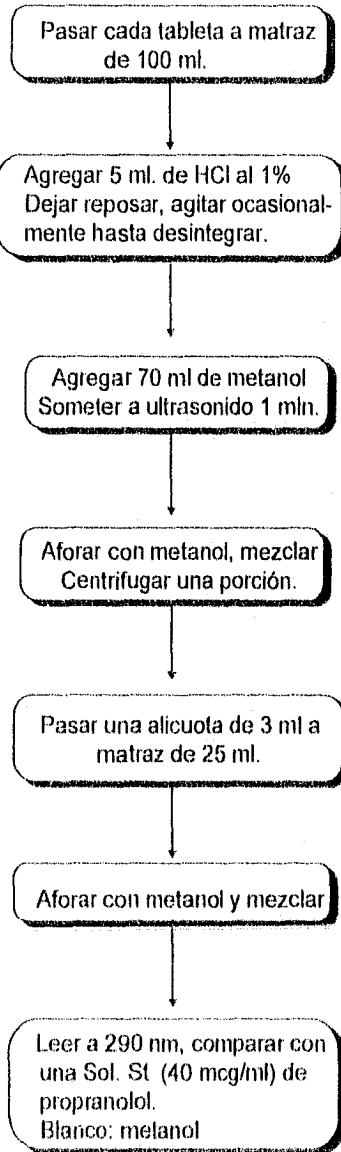 Pasar cada tableta a matraz
de 100 ml.
Agregar 5 ml. de HCl al 1%
Dejar reposar, agitar ocasional-
mente hasta desintegrar.
Agregar 70 ml de metanol
Someter a ultrasonido 1 min.
Aforar con metanol, mezclar
Centrifugar una porción.
Pasar una alicuota de 3 ml a
matraz de 25 ml.
Aforar con metanol y mezclar
Leer a 290 nm, comparar con
una Sol. St (40 mcg/ml) de
propranolol.
Blanco: metanol